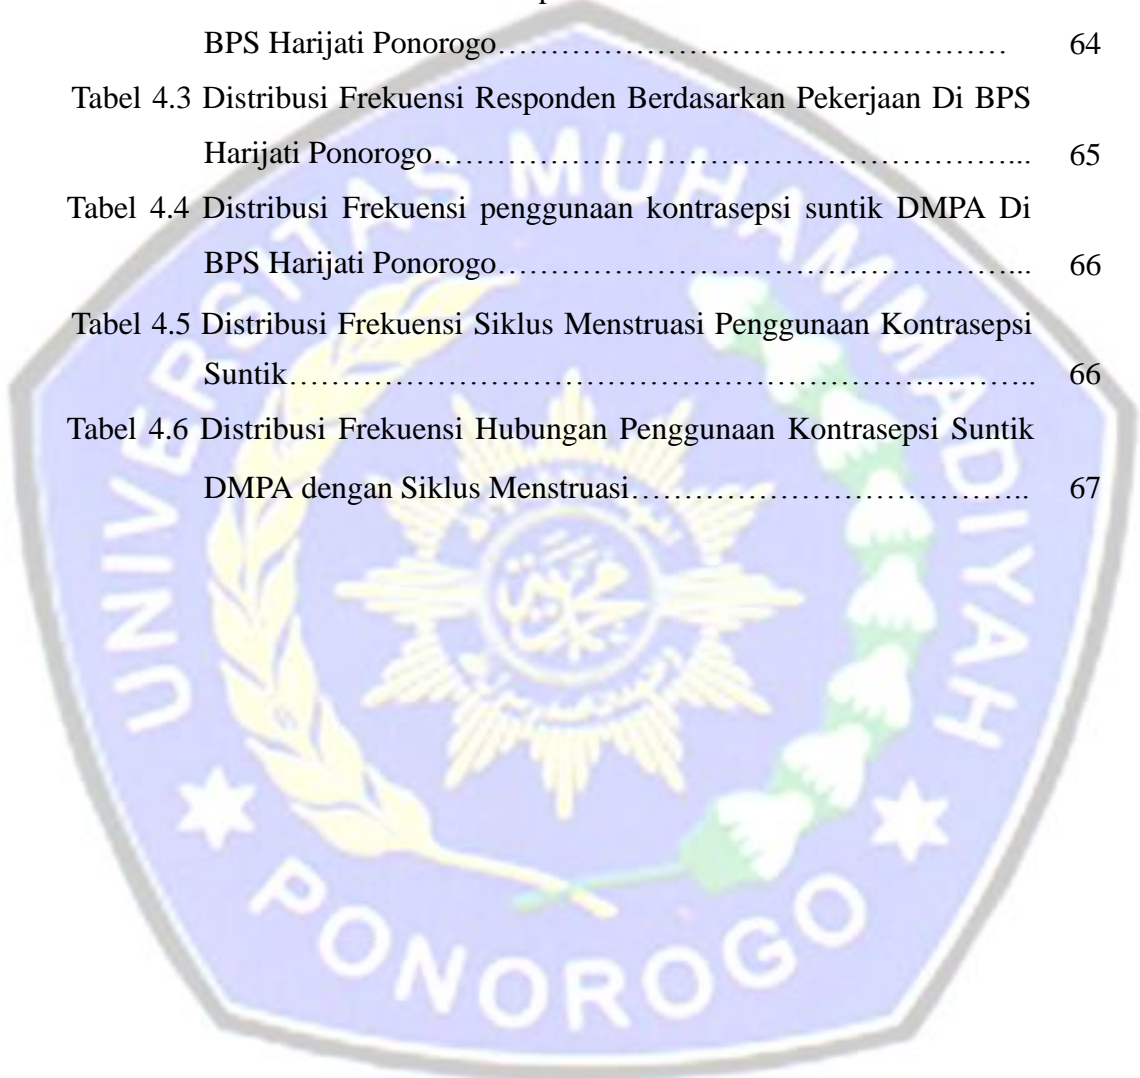 BPS Harijati Ponorogo………………………………………… 64
Tabel 4.3 Distribusi Frekuensi Responden Berdasarkan Pekerjaan Di BPS
Harijati Ponorogo………………………………………………... 65
Tabel 4.4 Distribusi Frekuensi penggunaan kontrasepsi suntik DMPA Di
BPS Harijati Ponorogo…………………………………………... 66
Tabel 4.5 Distribusi Frekuensi Siklus Menstruasi Penggunaan Kontrasepsi
Suntik…………………………………………………………….. 66
Tabel 4.6 Distribusi Frekuensi Hubungan Penggunaan Kontrasepsi Suntik
DMPA dengan Siklus Menstruasi……………………………….. 67
UNIVERSITAS MUHAMMADIYAH
PONOROGO